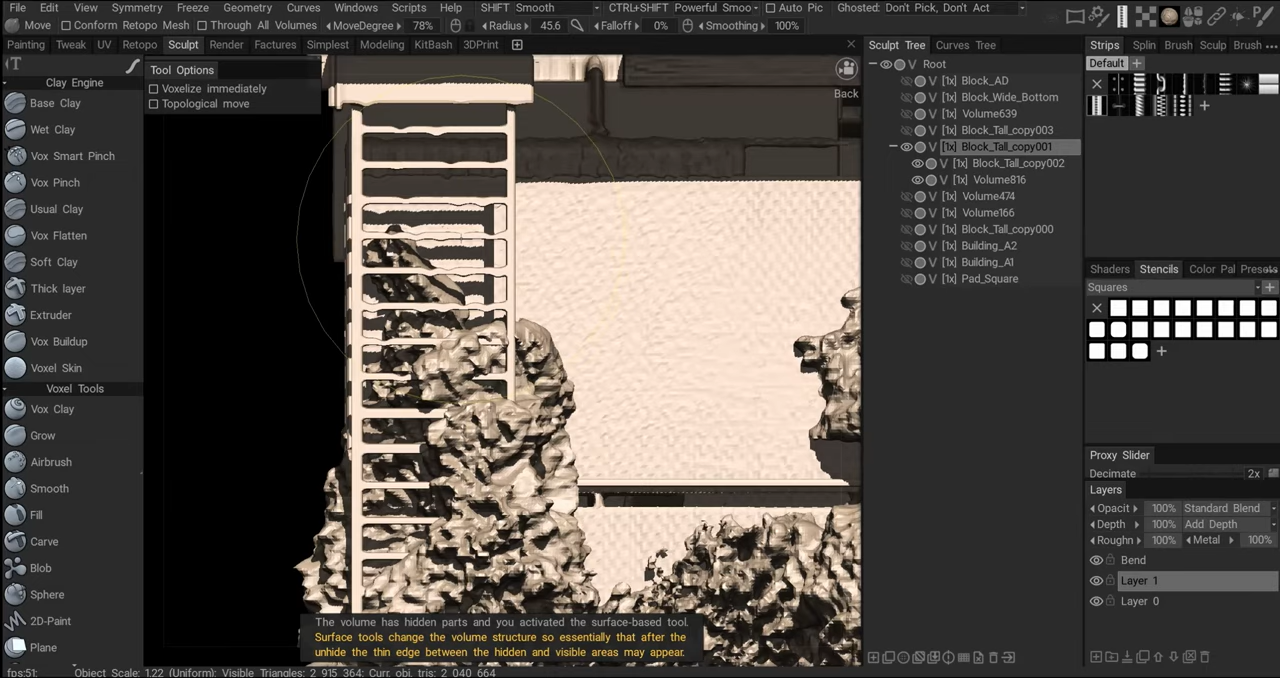 File Edit View Symmetry Freeze Geometry Curves Windows Scripts Help SHIFT Smooth CTRL+SHIFT Powerful Smoo Auto Pic Ghosted: Don't Pick, Don't Act
Move Conform Retopo Mesh Through All Volumes MoveDegree 78% Radius 45.6 Falloff 0% Smoothing 100%
Painting Tweak UV Retopo Sculpt Render Factures Simplest Modeling KitBash 3DPrint
Tool Options
Voxelize immediately
Topological move
Clay Engine
Base Clay
Wet Clay
Vox Smart Pinch
Vox Pinch
Usual Clay
Vox Flatten
Soft Clay
Thick layer
Extruder
Vox Buildup
Voxel Skin
Voxel Tools
Vox Clay
Grow
Airbrush
Smooth
Fill
Carve
Blob
Sphere
2D-Paint
Plane
Back
The volume has hidden parts and you activated the surface-based tool.
Surface tools change the volume structure so essentially that after the
unhide the thin edge between the hidden and visible areas may appear.
fps:51; Object Scale: 1.22 (Uniform); Visible Triangles: 2 915 364; Curr. obj. tris: 2 040 664
Sculpt Tree Curves Tree
V Root
V [1x] Block_AD
V [1x] Block_Wide_Bottom
V [1x] Volume639
V [1x] Block_Tall_copy003
V [1x] Block_Tall_copy001
V [1x] Block_Tall_copy002
V [1x] Volume816
V [1x] Volume474
V [1x] Volume166
V [1x] Block_Tall_copy000
V [1x] Building_A2
V [1x] Building_A1
V [1x] Pad_Square
Strips Splin Brush Sculp Brush
Default
Shaders Stencils Color Pal Presets
Squares
Proxy Slider
Decimate 2x
Layers
Opacit 100% Standard Blend
Depth 100% Add Depth
Roughn 100% Metal 100%
Bend
Layer 1
Layer 0